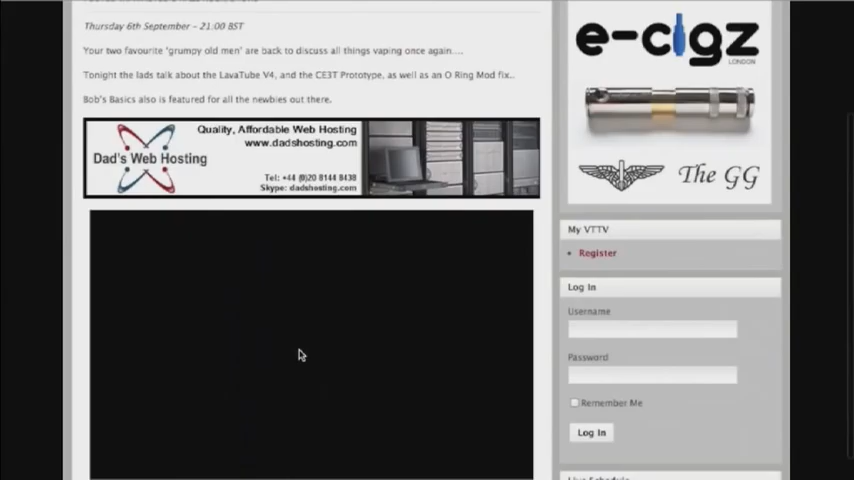 Thursday 6th September - 21:00 BST
Your two favourite 'grumpy old men' are back to discuss all things vaping once again....
Tonight the lads talk about the LavaTube V4, and the CE3T Prototype, as well as an O Ring Mod fix..
Bob's Basics also is featured for all the newbies out there.
Dad's Web Hosting
Quality, Affordable Web Hosting
www.dadshosting.com
Tel: +44 (0)20 8144 8438
Skype: dadshosting.com
e-cigz
LONDON
The GG
My VTTV
• Register
Log In
Username
Password
Remember Me
Log In